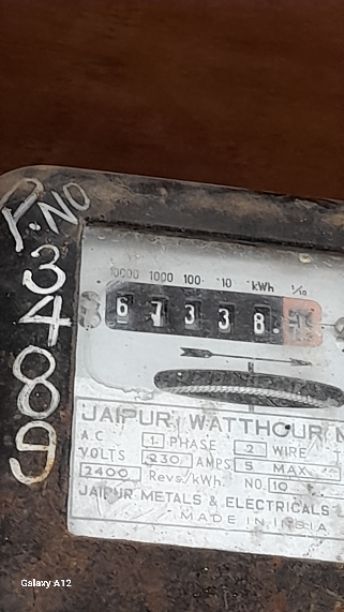 P.NO
3489
10000 1000 100 10 kWh 1/10
6 7 3 3 8
JAIPUR WATTHOUR
A.C. 1 PHASE 2 WIRE
VOLTS 230 AMPS 5 MAX
2400 Revs/kWh NO. 10
JAIPUR METALS & ELECTRICALS
MADE IN INDIA
Galaxy A12